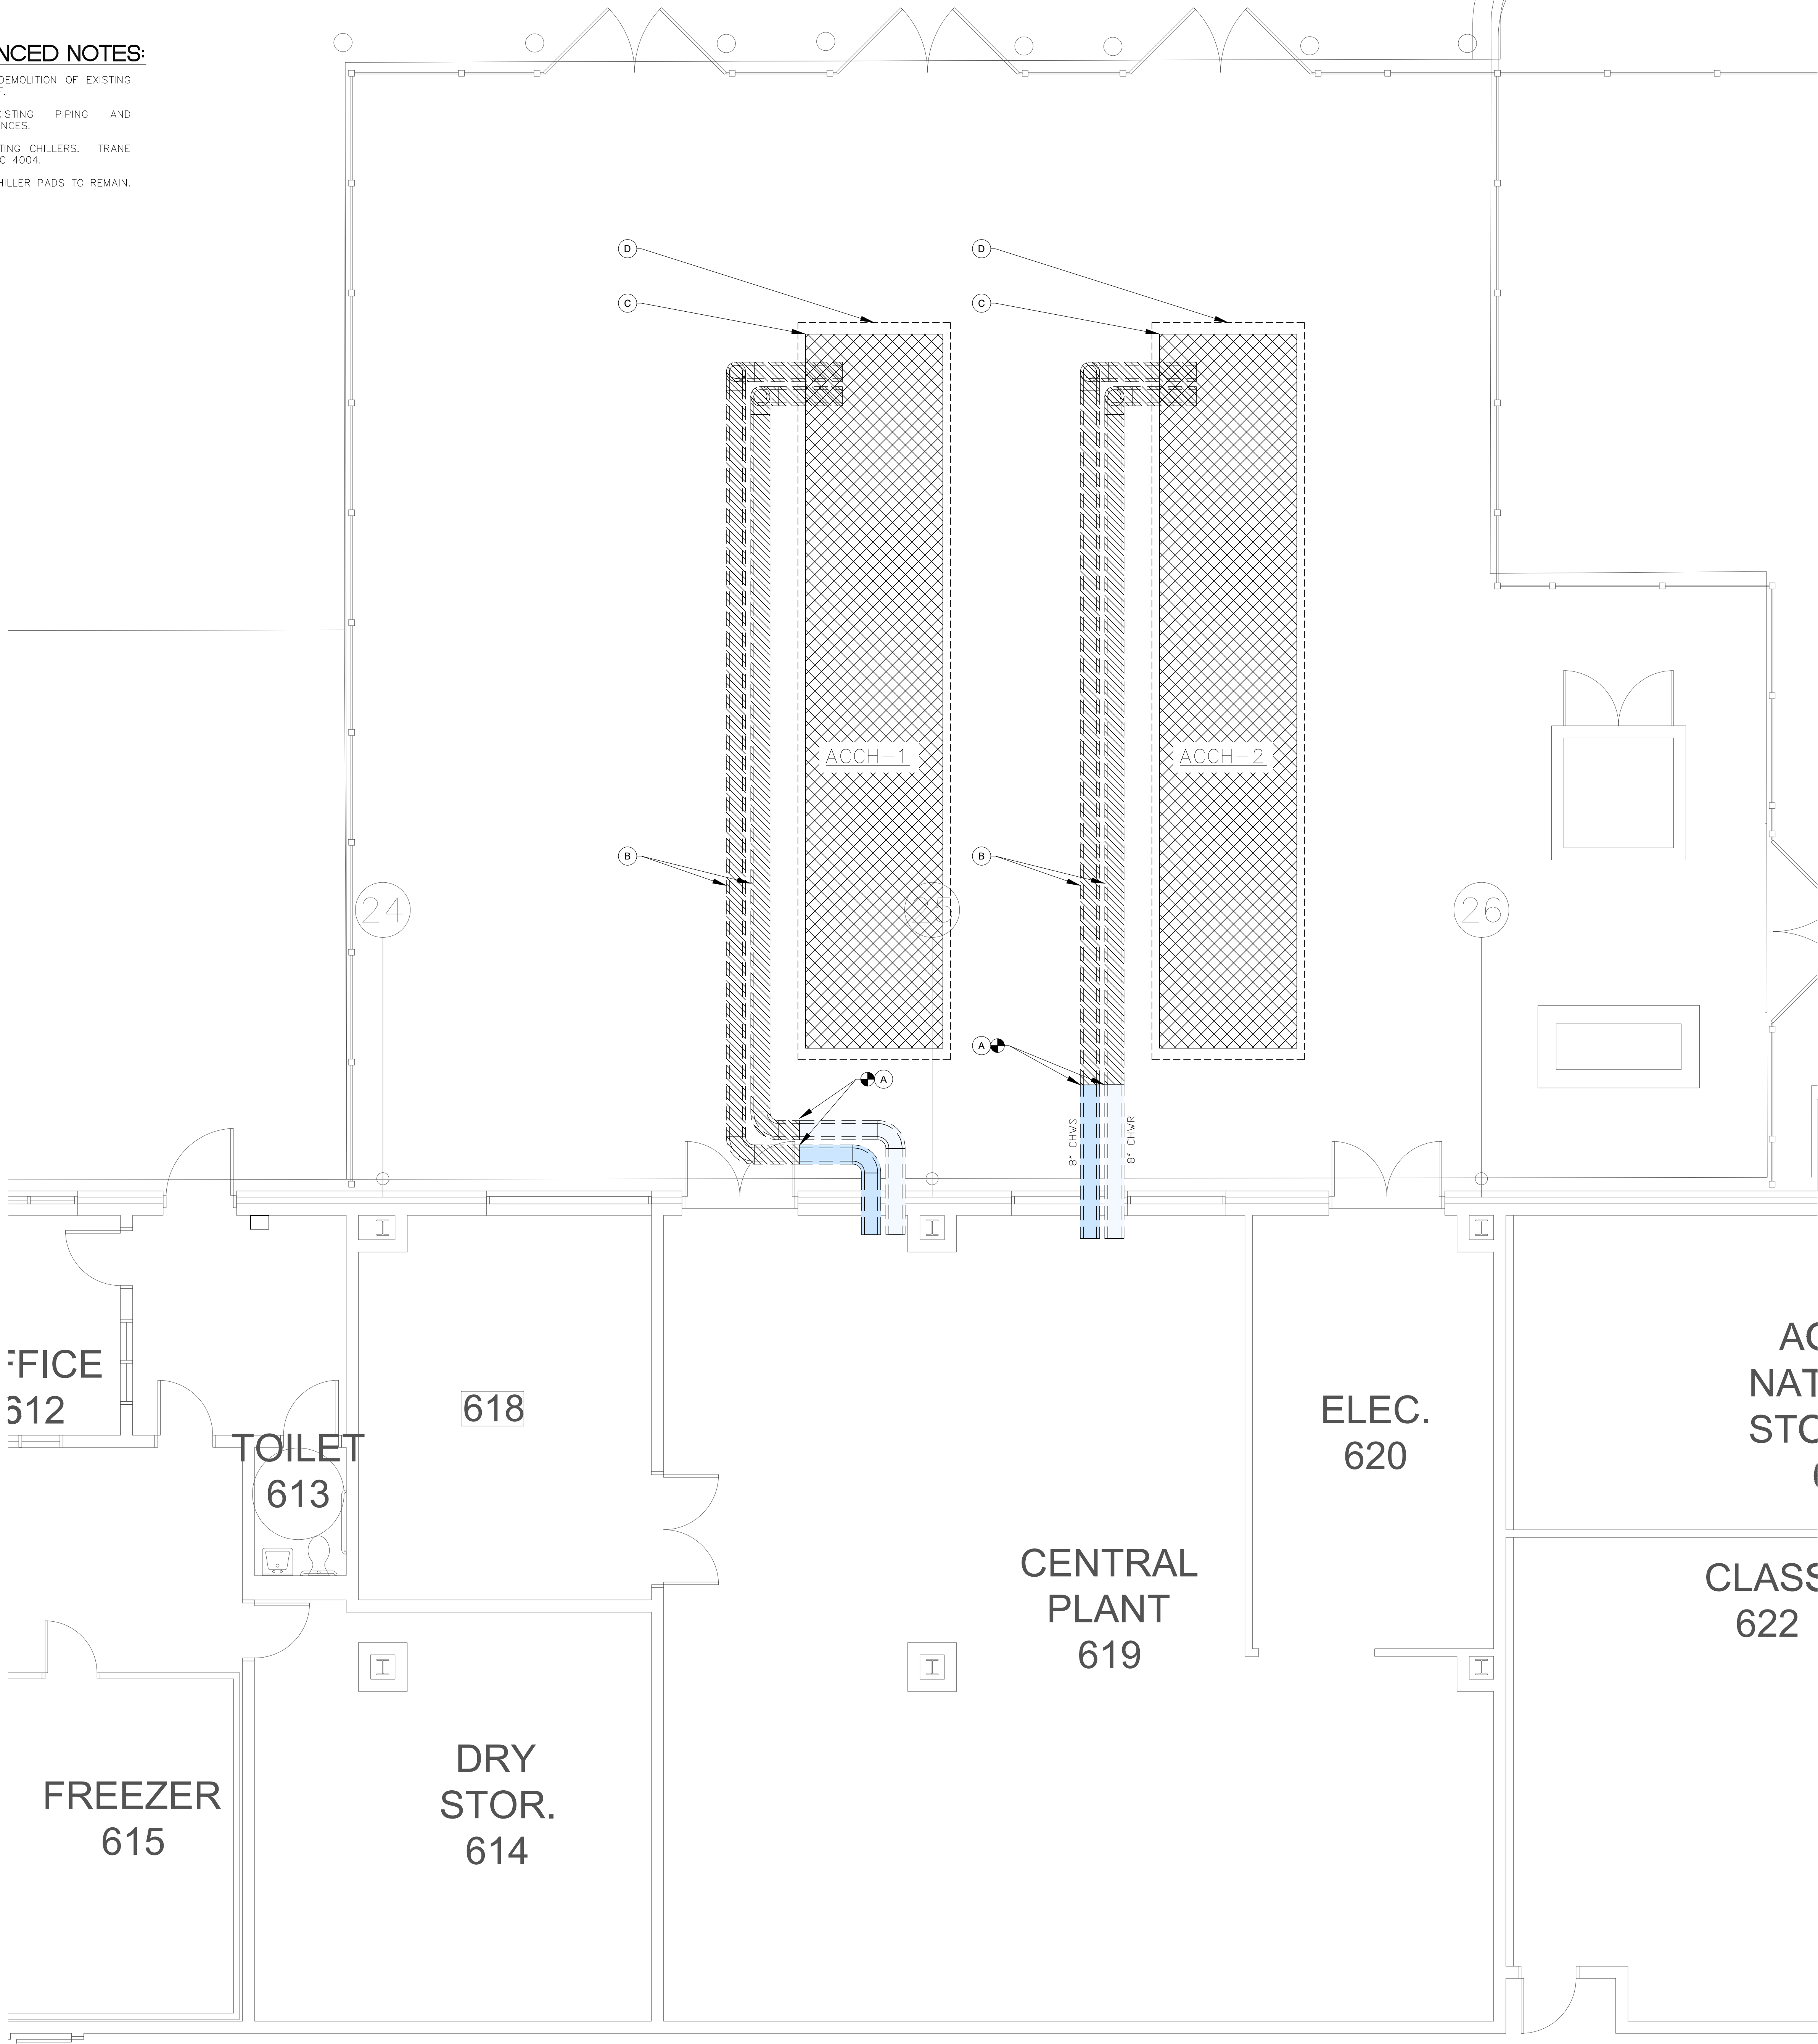 NCED NOTES:
DEMOLITION OF EXISTING
F.
XISTING PIPING AND
NCES.
TING CHILLERS. TRANE
C 4004.
HILLER PADS TO REMAIN.
D
D
C
C
ACCH-1
ACCH-2
B
B
24
25
26
A
A
8" CHWS
8" CHWR
FFICE
612
618
TOILET
613
ELEC.
620
AC
NAT
STO
CENTRAL
PLANT
619
CLASS
622
DRY
STOR.
614
FREEZER
615